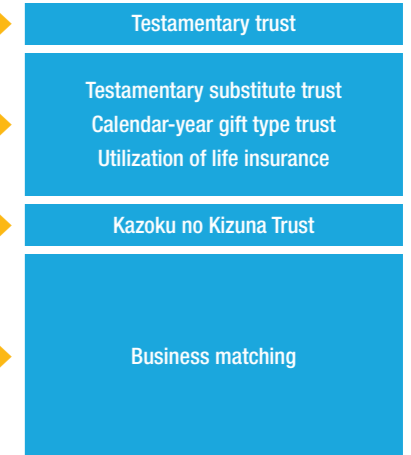 Testamentary trust
Testamentary substitute trust
Calendar-year gift type trust
Utilization of life insurance
Kazoku no Kizuna Trust
Business matching